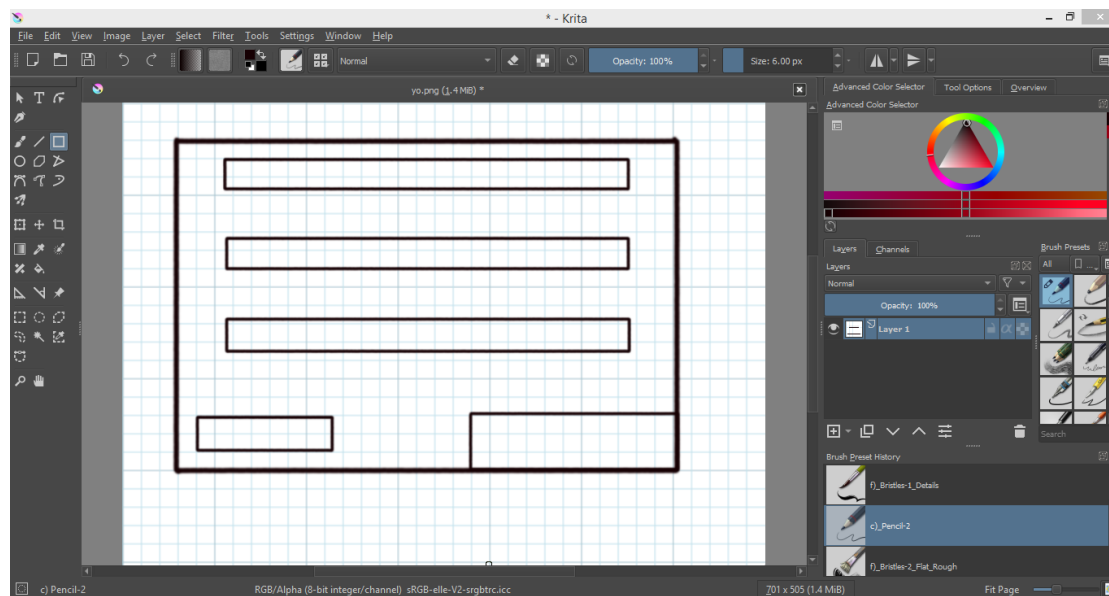 * - Krita
File Edit View Image Layer Select Filter Tools Settings Window Help
Normal Opacity: 100% Size: 6.00 px
yo.png (1.4 MiB) *
Advanced Color Selector Tool Options Overview
Advanced Color Selector
Layers Channels
Layers
Normal
Opacity: 100%
Layer 1
Brush Presets
All
Search
Brush Preset History
f)_Bristles-1_Details
c)_Pencil-2
f)_Bristles-2_Flat_Rough
c) Pencil-2 RGB/Alpha (8-bit integer/channel) sRGB-elle-V2-srgbtrc.icc 701 x 505 (1.4 MiB) Fit Page